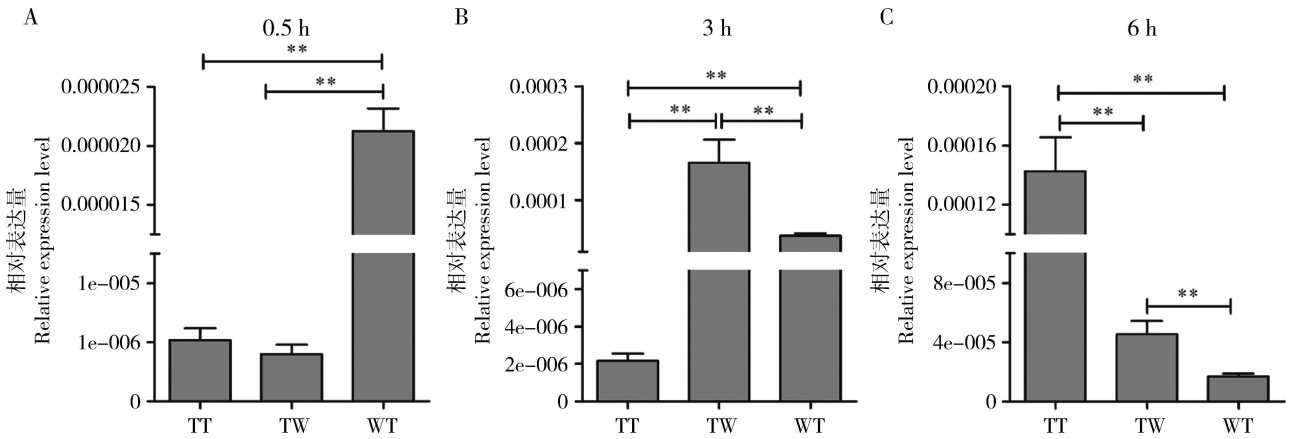 A
0.5 h
**
**
0.000025
0.000020
0.000015
1e-005
1e-006
0
相对表达量
Relative expression level
TT
TW
WT
B
3 h
**
**
**
0.0003
0.0002
0.0001
6e-006
4e-006
2e-006
0
相对表达量
Relative expression level
TT
TW
WT
C
6 h
**
**
**
0.00020
0.00016
0.00012
8e-005
4e-005
0
相对表达量
Relative expression level
TT
TW
WT